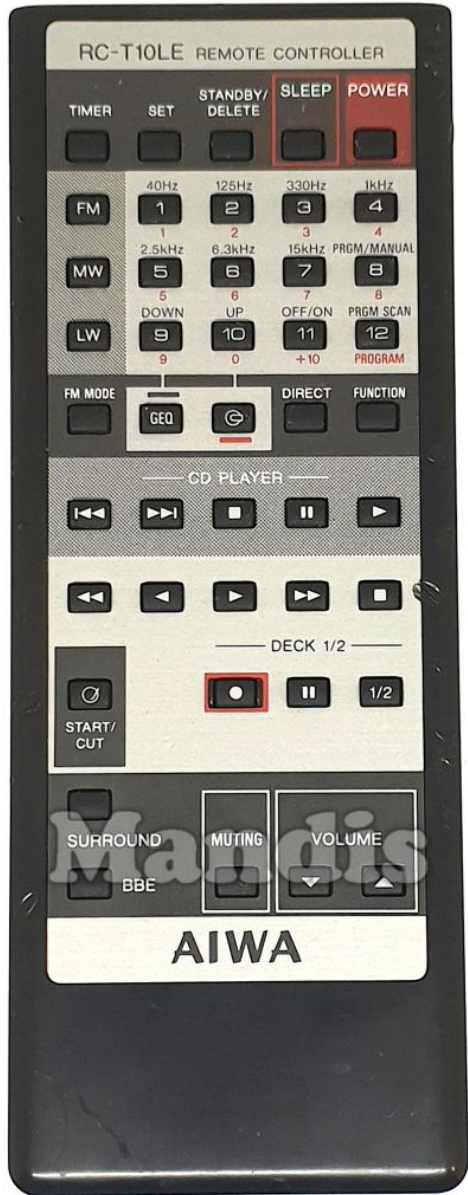 RC-T10LE REMOTE CONTROLLER
TIMER SET STANDBY/ DELETE SLEEP POWER
40Hz 125Hz 330Hz 1kHz
FM 1 2 3 4
1 2 3 4
2.5kHz 6.3kHz 15kHz PRGM/MANUAL
MW 5 6 7 8
5 6 7 8
DOWN UP OFF/ON PRGM SCAN
LW 9 10 11 12
9 0 +10 PROGRAM
FM MODE GEQ DIRECT FUNCTION
CD PLAYER
DECK 1/2
1/2
START/
CUT
SURROUND MUTING VOLUME
Mandis
BBE
AIWA